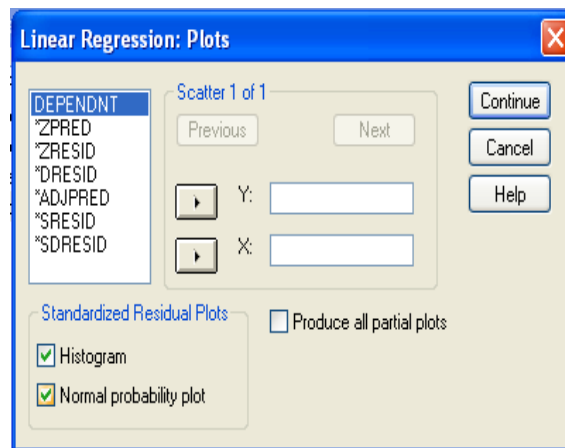 Linear Regression: Plots
DEPENDNT
*ZPRED
*ZRESID
*DRESID
*ADJPRED
*SRESID
*SDRESID
Scatter 1 of 1
Previous
Next
Y:
X:
Continue
Cancel
Help
Standardized Residual Plots
Histogram
Normal probability plot
Produce all partial plots